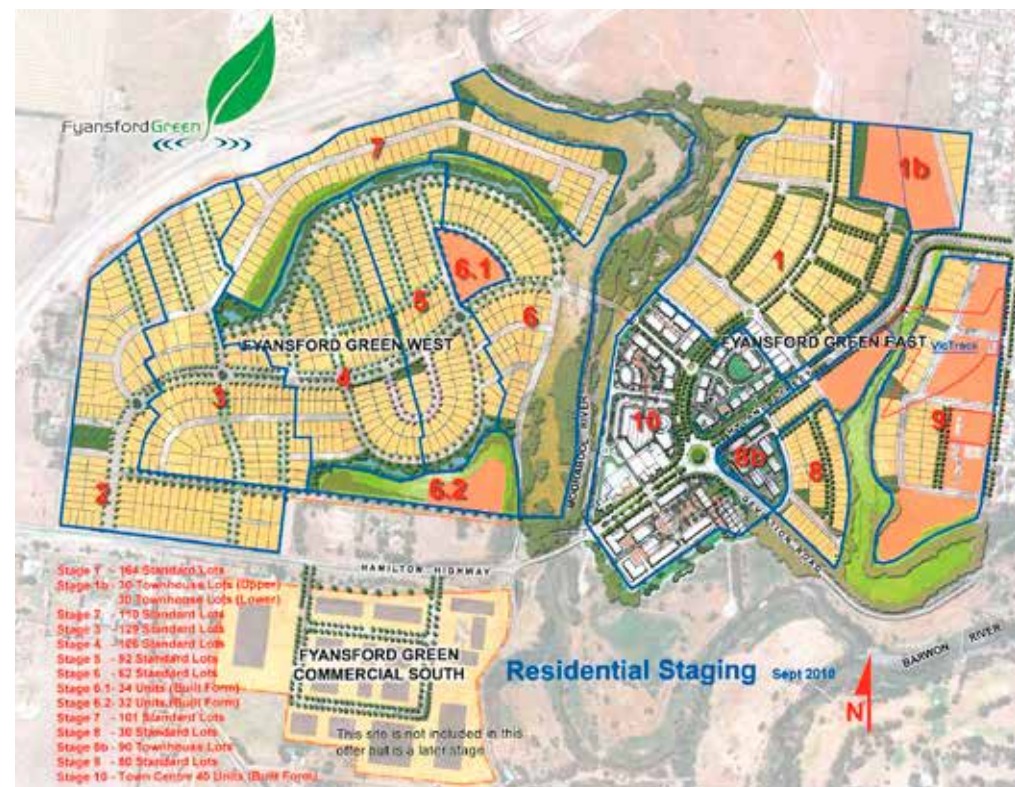 FyansfordGreen
7
1b
1
6.1
5
6
FYANSFORD GREEN WEST
FYANSFORD GREEN EAST
VicTrack
4
3
10
9
8b
8
6.2
2
MOORABOOL RIVER
HAMILTON HIGHWAY
ROAD
BARWON RIVER
Stage 1 - 164 Standard Lots
Stage 1b - 30 Townhouse Lots (Upper)
30 Townhouse Lots (Lower)
Stage 2 - 110 Standard Lots
Stage 3 - 129 Standard Lots
Stage 4 - Standard Lots
Stage 5 - 92 Standard Lots
Stage 6 - 62 Standard Lots
Stage 6.1- 34 Units (Built Form)
Stage 6.2- 32 Units (Built Form)
Stage 7 - 101 Standard Lots
Stage 8 - 30 Standard Lots
Stage 8b - 90 Townhouse Lots
Stage 9 - 80 Standard Lots
Stage 10 - Town Centre 40 Units (Built Form)
FYANSFORD GREEN
COMMERCIAL SOUTH
Residential Staging Sept 2010
This site is not included in this
offer but is a later stage
N